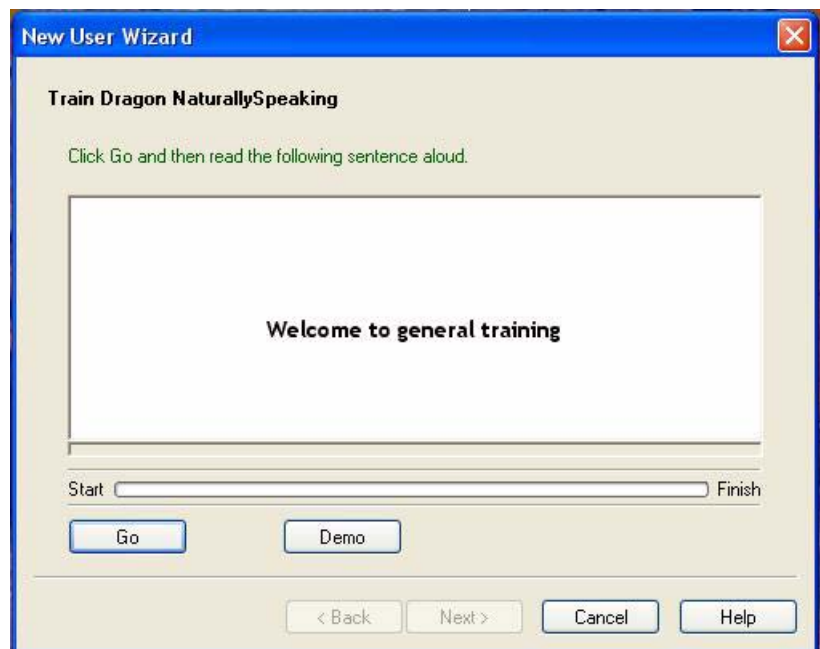 New User Wizard
Train Dragon NaturallySpeaking
Click Go and then read the following sentence aloud.
Welcome to general training
Start Finish
Go Demo
< Back Next > Cancel Help